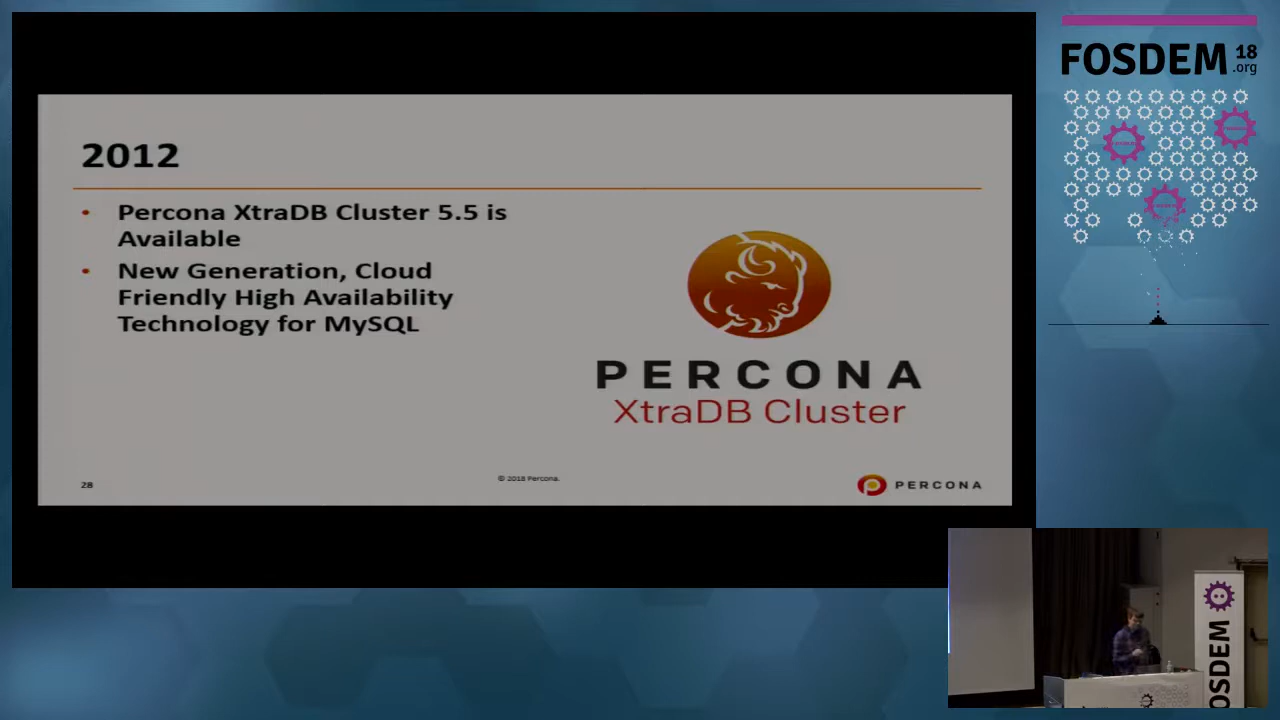 FOSDEM 18
.org
2012
• Percona XtraDB Cluster 5.5 is
Available
• New Generation, Cloud
Friendly High Availability
Technology for MySQL
PERCONA
XtraDB Cluster
28
© 2018 Percona.
PERCONA
OSDEM